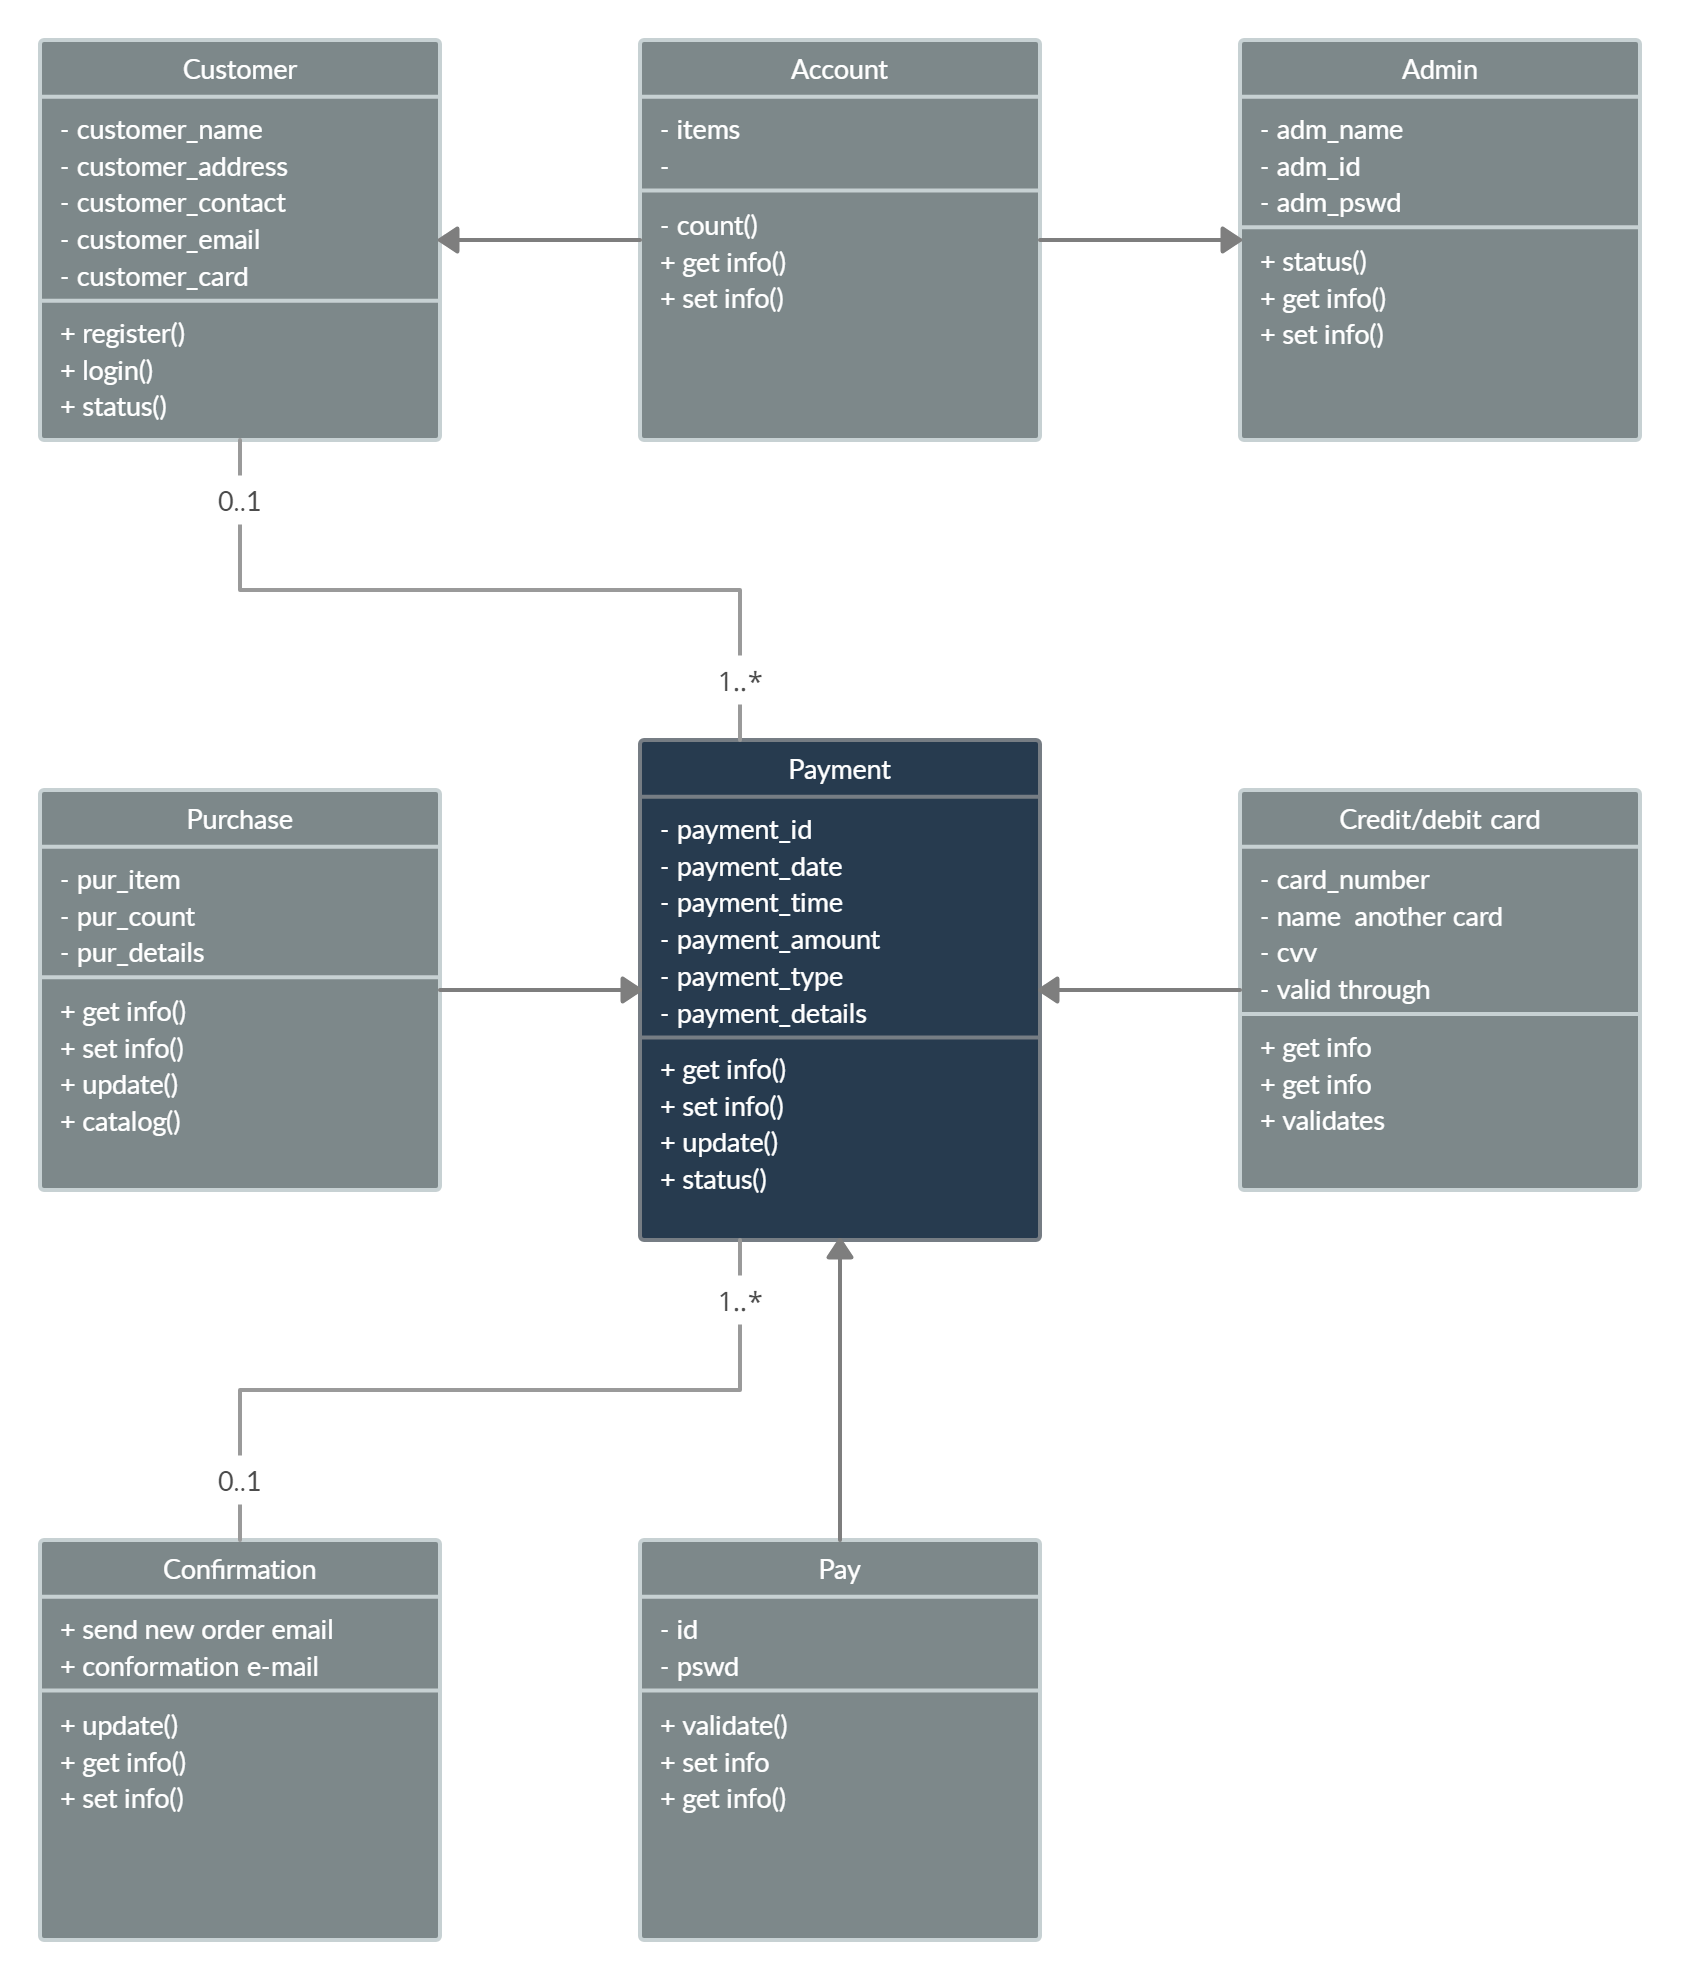 Customer
- customer_name
- customer_address
- customer_contact
- customer_email
- customer_card
+ register()
+ login()
+ status()
Account
- items
-
- count()
+ get info()
+ set info()
Admin
- adm_name
- adm_id
- adm_pswd
+ status()
+ get info()
+ set info()
0..1
1..*
Purchase
- pur_item
- pur_count
- pur_details
+ get info()
+ set info()
+ update()
+ catalog()
Payment
- payment_id
- payment_date
- payment_time
- payment_amount
- payment_type
- payment_details
+ get info()
+ set info()
+ update()
+ status()
Credit/debit card
- card_number
- name  another card
- cvv
- valid through
+ get info
+ get info
+ validates
1..*
0..1
Confirmation
+ send new order email
+ conformation e-mail
+ update()
+ get info()
+ set info()
Pay
- id
- pswd
+ validate()
+ set info
+ get info()